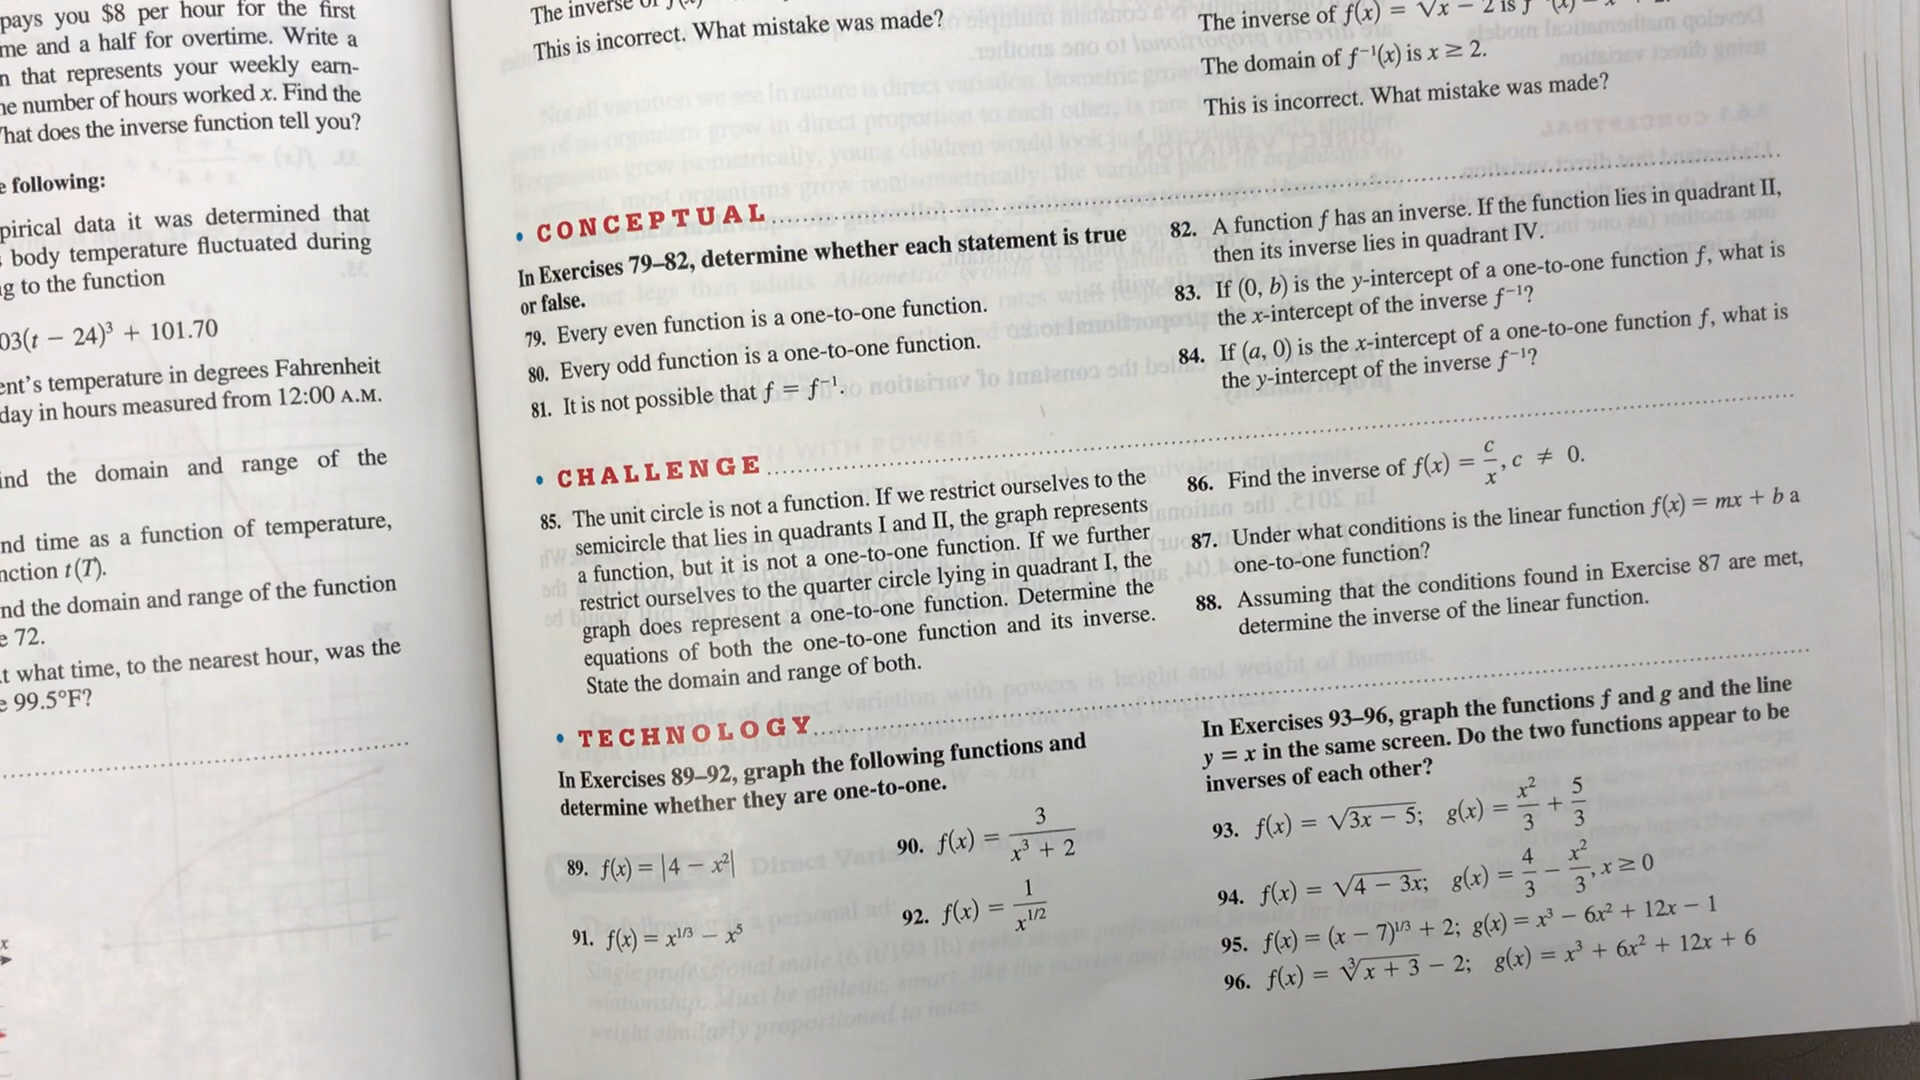 pays you $8 per hour for the first
me and a half for overtime. Write a
n that represents your weekly earn-
he number of hours worked x. Find the
What does the inverse function tell you?
e following:
pirical data it was determined that
body temperature fluctuated during
ng to the function
03(t − 24)³ + 101.70
ent's temperature in degrees Fahrenheit
day in hours measured from 12:00 A.M.
ind the domain and range of the
nd time as a function of temperature,
nction t(T).
nd the domain and range of the function
e 72.
t what time, to the nearest hour, was the
e 99.5°F?
x
The inverse of f(x)
This is incorrect. What mistake was made?
The inverse of f(x) = √x − 2 is f
The domain of f⁻¹(x) is x ≥ 2.
This is incorrect. What mistake was made?
• CONCEPTUAL
In Exercises 79–82, determine whether each statement is true
or false.
79. Every even function is a one-to-one function.
80. Every odd function is a one-to-one function.
81. It is not possible that f = f⁻¹.
82. A function f has an inverse. If the function lies in quadrant II,
then its inverse lies in quadrant IV.
83. If (0, b) is the y-intercept of a one-to-one function f, what is
the x-intercept of the inverse f⁻¹?
84. If (a, 0) is the x-intercept of a one-to-one function f, what is
the y-intercept of the inverse f⁻¹?
• CHALLENGE
85. The unit circle is not a function. If we restrict ourselves to the
semicircle that lies in quadrants I and II, the graph represents
a function, but it is not a one-to-one function. If we further
restrict ourselves to the quarter circle lying in quadrant I, the
graph does represent a one-to-one function. Determine the
equations of both the one-to-one function and its inverse.
State the domain and range of both.
86. Find the inverse of f(x) = c/x, c ≠ 0.
87. Under what conditions is the linear function f(x) = mx + b a
one-to-one function?
88. Assuming that the conditions found in Exercise 87 are met,
determine the inverse of the linear function.
• TECHNOLOGY
In Exercises 89–92, graph the following functions and
determine whether they are one-to-one.
89. f(x) = |4 − x²|
90. f(x) = 3/(x³ + 2)
91. f(x) = x^1/3 − x⁵
92. f(x) = 1/x^1/2
In Exercises 93–96, graph the functions f and g and the line
y = x in the same screen. Do the two functions appear to be
inverses of each other?
93. f(x) = √3x − 5; g(x) = x²/3 + 5/3
94. f(x) = √4 − 3x; g(x) = 4/3 − x²/3, x ≥ 0
95. f(x) = (x − 7)^1/3 + 2; g(x) = x³ − 6x² + 12x − 1
96. f(x) = ∛x + 3 − 2; g(x) = x³ + 6x² + 12x + 6